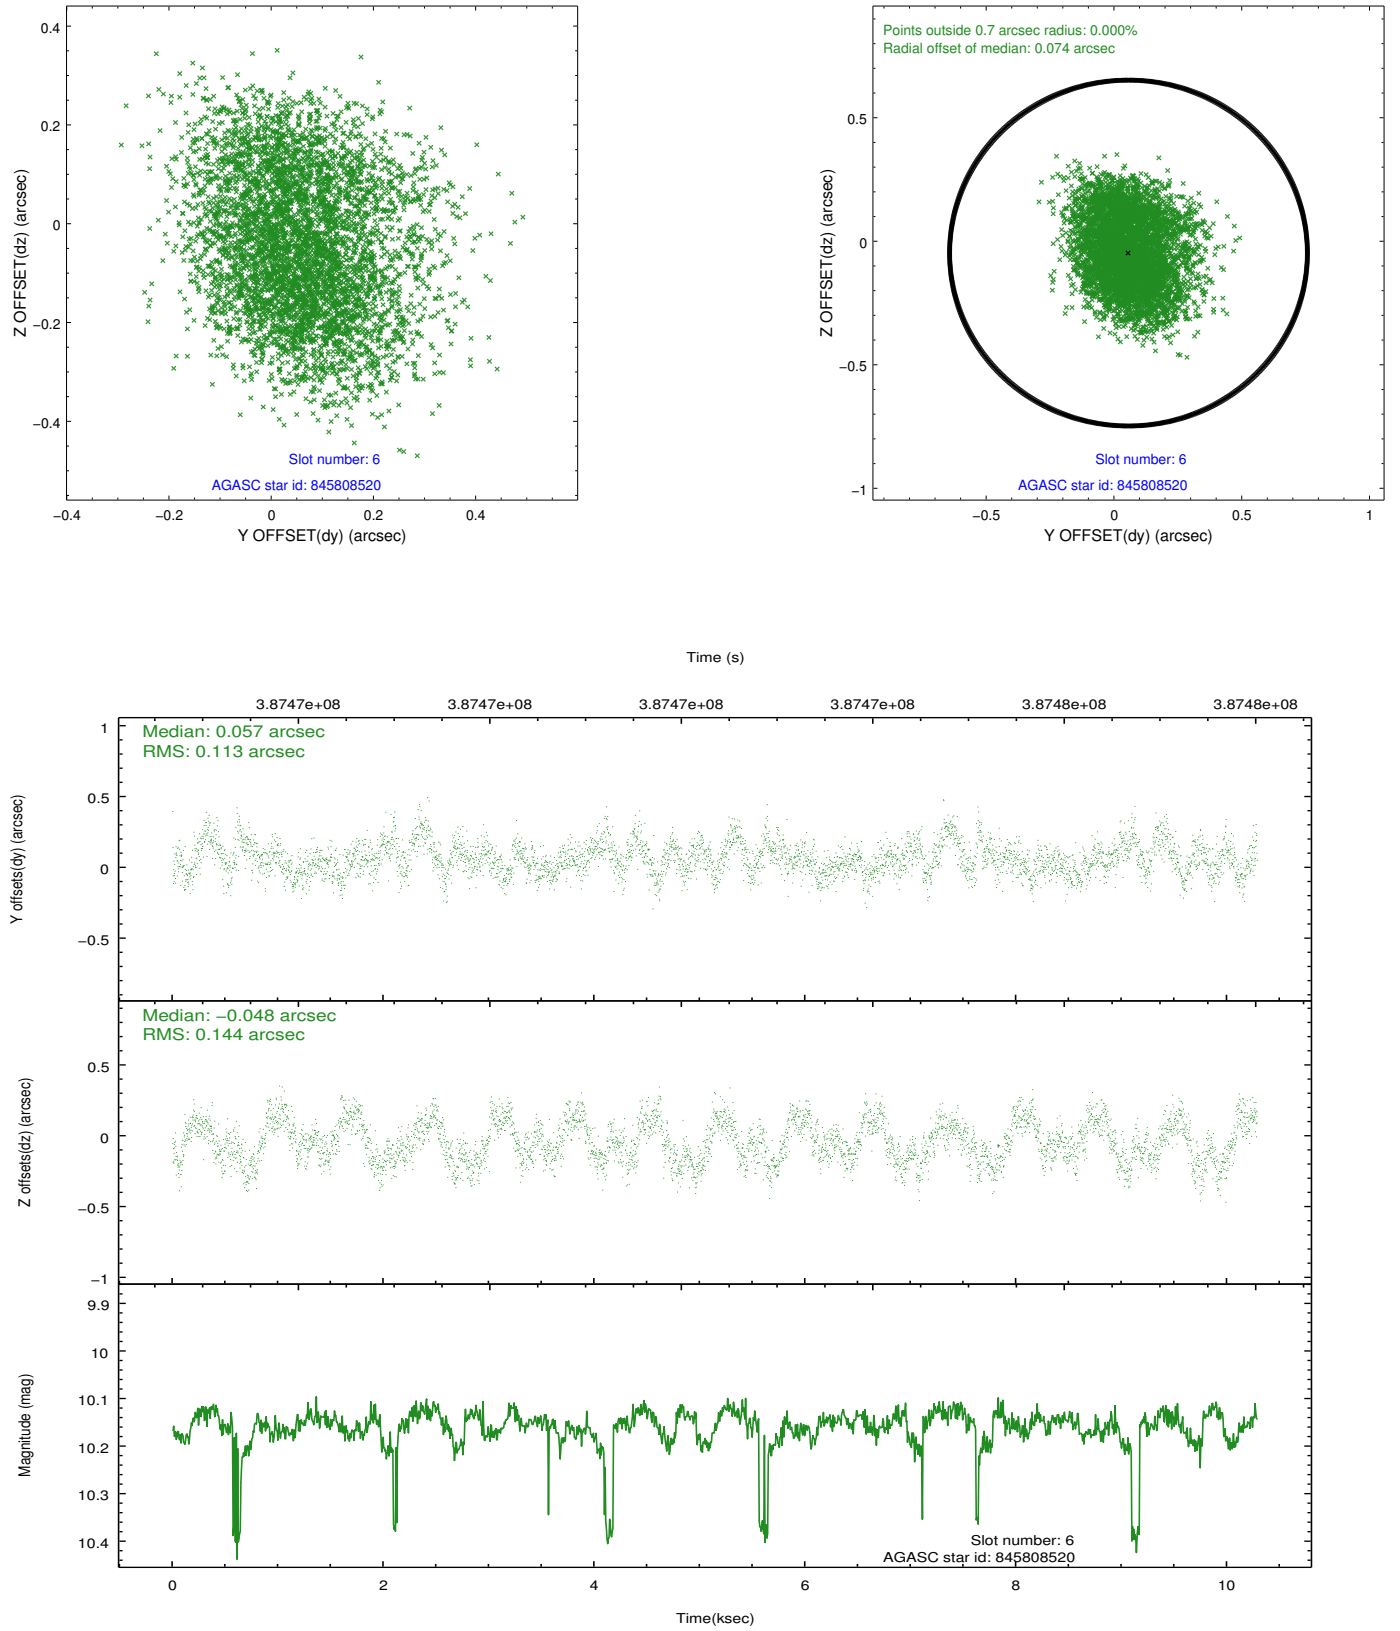 0.4
0.2
0
−0.2
−0.4
Z OFFSET(dz) (arcsec)
Slot number: 6
AGASC star id: 845808520
−0.4 −0.2 0 0.2 0.4
Y OFFSET(dy) (arcsec)
Points outside 0.7 arcsec radius: 0.000%
Radial offset of median: 0.074 arcsec
0.5
0
−0.5
−1
Z OFFSET(dz) (arcsec)
Slot number: 6
AGASC star id: 845808520
−0.5 0 0.5 1
Y OFFSET(dy) (arcsec)
Time (s)
3.8747e+08 3.8747e+08 3.8747e+08 3.8747e+08 3.8748e+08 3.8748e+08
Median: 0.057 arcsec
RMS: 0.113 arcsec
1
0.5
0
−0.5
Y offsets(dy) (arcsec)
Median: −0.048 arcsec
RMS: 0.144 arcsec
0.5
0
−0.5
−1
Z offsets(dz) (arcsec)
9.9
10
10.1
10.2
10.3
10.4
Magnitude (mag)
Slot number: 6
AGASC star id: 845808520
0 2 4 6 8 10
Time(ksec)